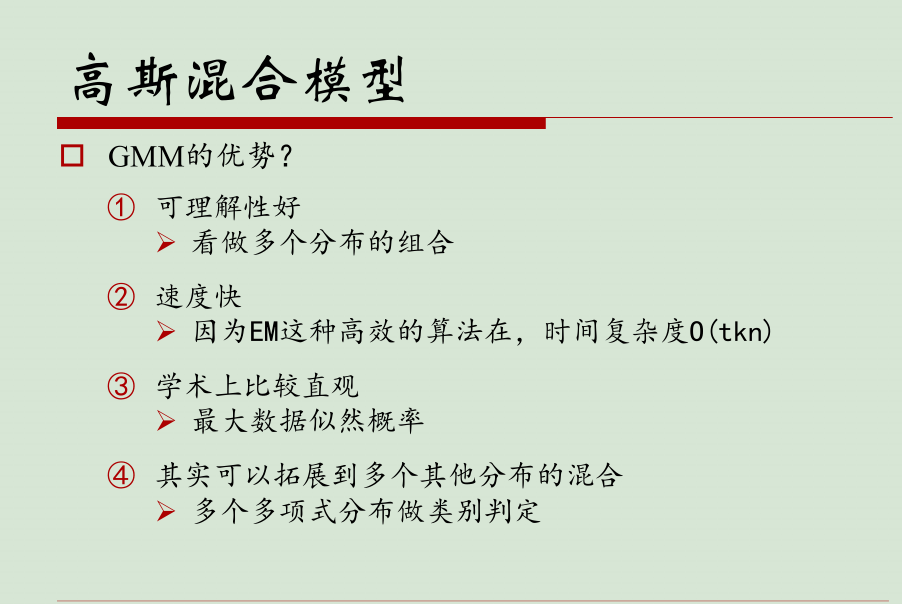 高斯混合模型
GMM的优势？
① 可理解性好
看做多个分布的组合
② 速度快
因为EM这种高效的算法在，时间复杂度O(tkn)
③ 学术上比较直观
最大数据似然概率
④ 其实可以拓展到多个其他分布的混合
多个多项式分布做类别判定